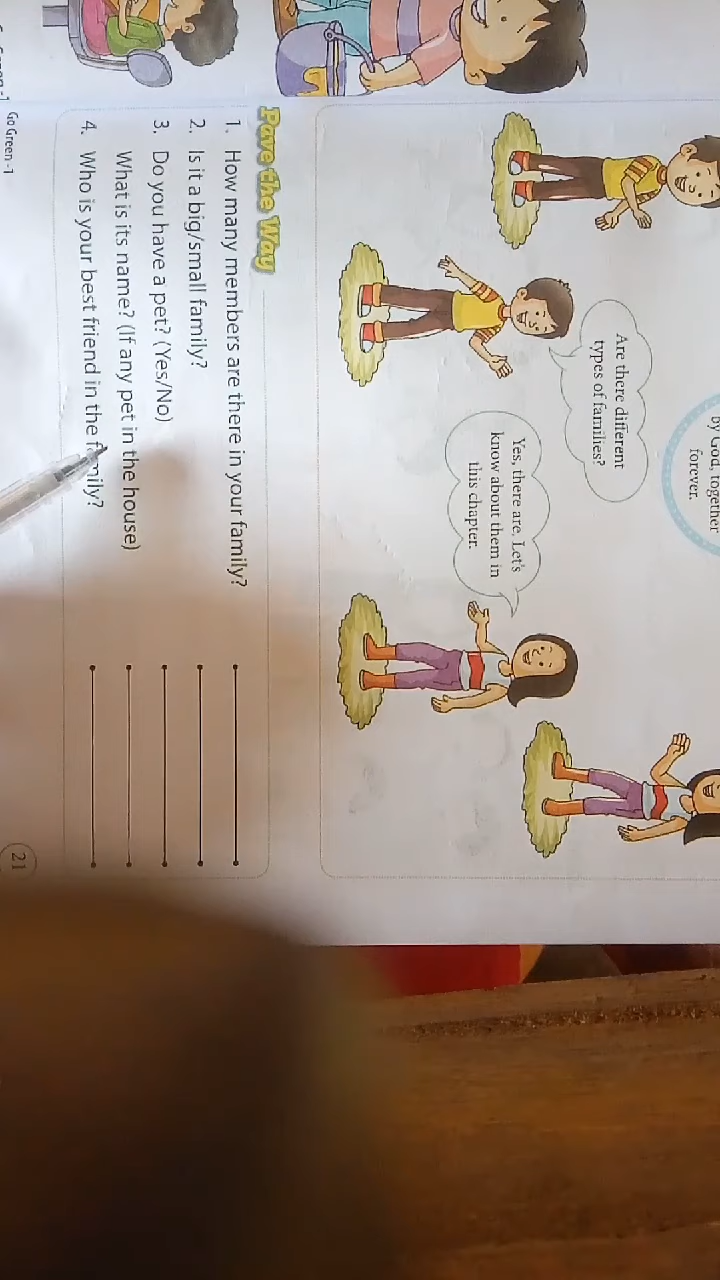 by God, together
forever.
Are there different
types of families?
Yes, there are. Let's
know about them in
this chapter.
Pave the Way
1. How many members are there in your family?
2. Is it a big/small family?
3. Do you have a pet? (Yes/No)
What is its name? (If any pet in the house)
4. Who is your best friend in the family?
Go Green -1
21